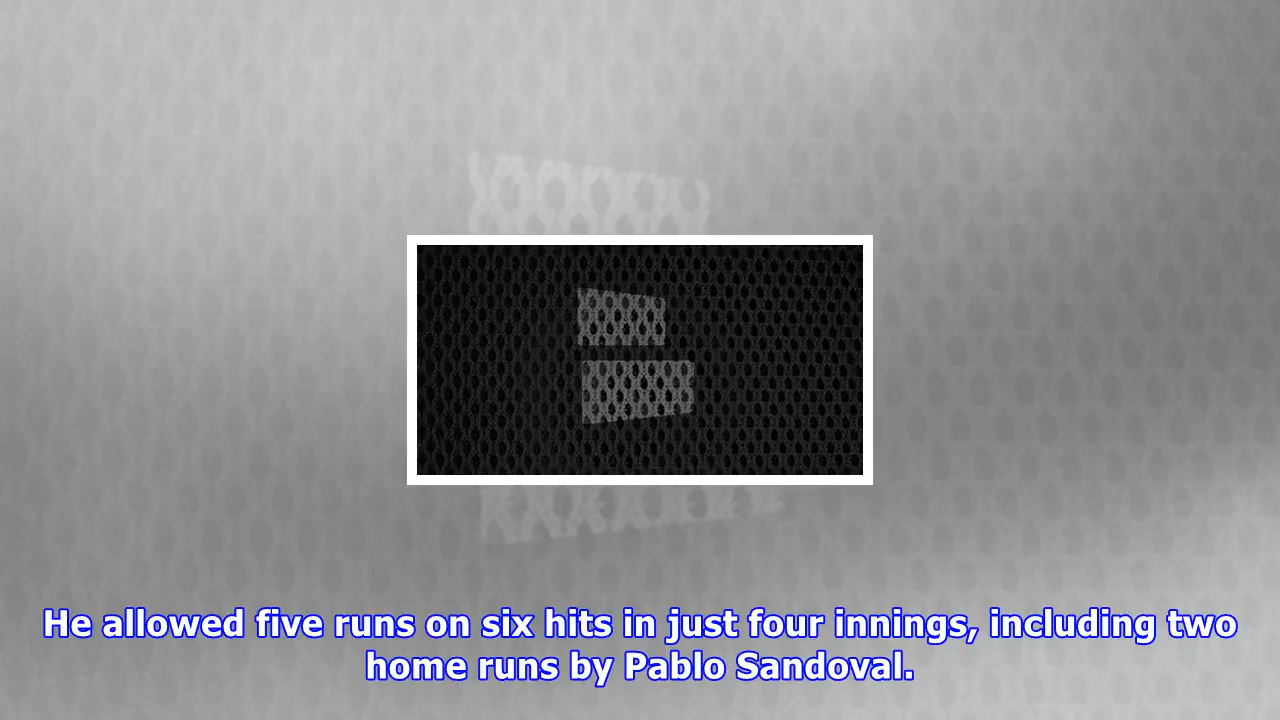 He allowed five runs on six hits in just four innings, including two
home runs by Pablo Sandoval.